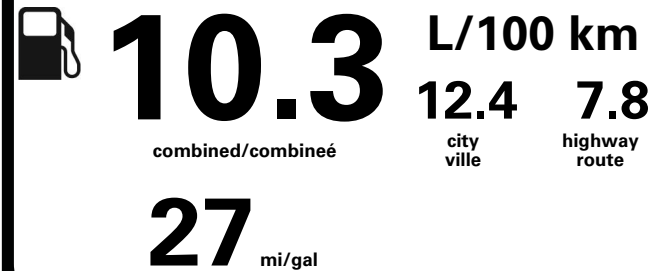 10.3 L/100 km
12.4 7.8
combined/combineé city highway
ville route
27 mi/gal